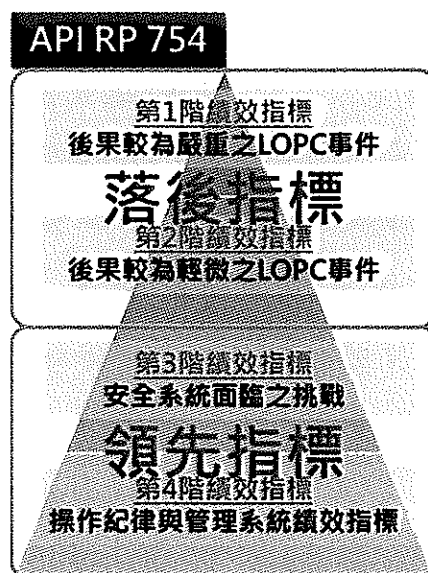 API RP 754
第1階績效指標
後果較為嚴重之LOPC事件
落後指標
第2階績效指標
後果較為輕微之LOPC事件
第3階績效指標
安全系統面臨之挑戰
領先指標
第4階績效指標
操作紀律與管理系統績效指標